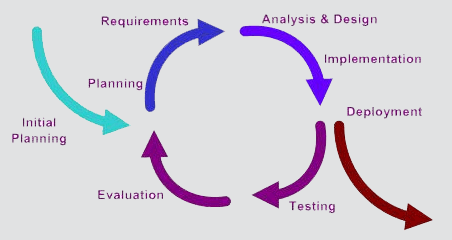 Requirements
Analysis & Design
Implementation
Planning
Deployment
Initial
Planning
Evaluation
Testing